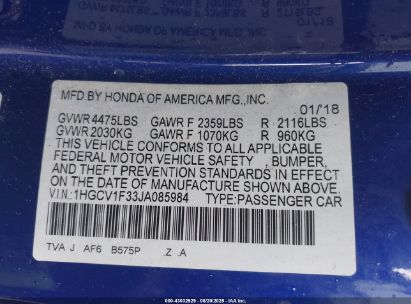 MFD.BY HONDA OF AMERICA MFG.,INC. 01/'18
GVWR 4475LBS GAWR F 2359LBS R 2116LBS
GVWR 2030KG GAWR F 1070KG R 960KG
THIS VEHICLE CONFORMS TO ALL APPLICABLE
FEDERAL MOTOR VEHICLE SAFETY , BUMPER,
AND THEFT PREVENTION STANDARDS IN EFFECT ON THE
DATE OF MANUFACTURE SHOWN ABOVE.
V.I.N.: 1HGCV1F33JA085984 TYPE:PASSENGER CAR
TVA J AF6 B575P .Z .A